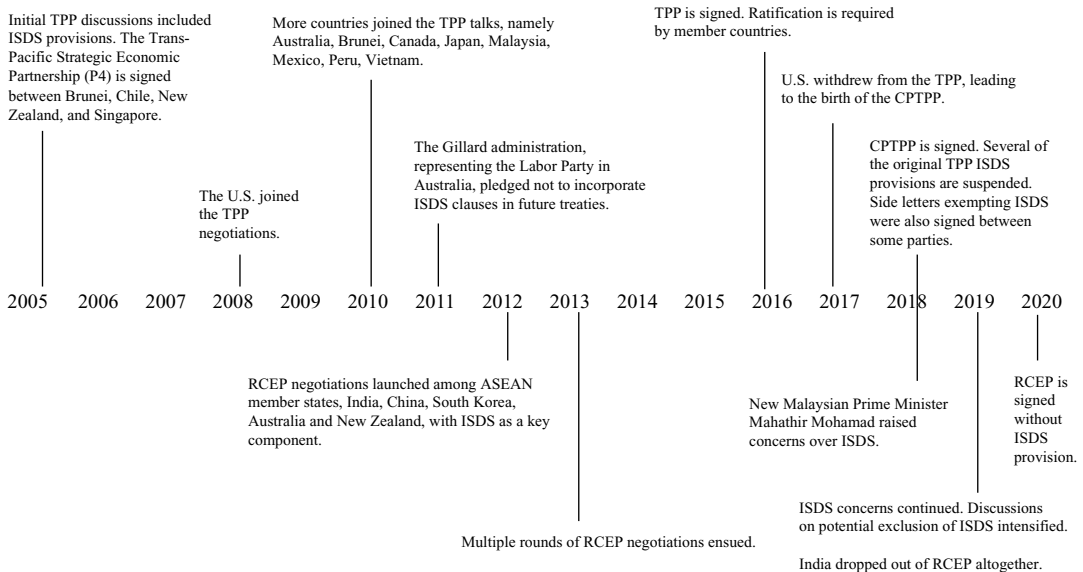 Initial TPP discussions included
ISDS provisions. The Trans-
Pacific Strategic Economic
Partnership (P4) is signed
between Brunei, Chile, New
Zealand, and Singapore.
The U.S. joined
the TPP
negotiations.
More countries joined the TPP talks, namely
Australia, Brunei, Canada, Japan, Malaysia,
Mexico, Peru, Vietnam.
The Gillard administration,
representing the Labor Party in
Australia, pledged not to incorporate
ISDS clauses in future treaties.
TPP is signed. Ratification is required
by member countries.
U.S. withdrew from the TPP, leading
to the birth of the CPTPP.
CPTPP is signed. Several of
the original TPP ISDS
provisions are suspended.
Side letters exempting ISDS
were also signed between
some parties.
2005 2006 2007 2008 2009 2010 2011 2012 2013 2014 2015 2016 2017 2018 2019 2020
RCEP negotiations launched among ASEAN
member states, India, China, South Korea,
Australia and New Zealand, with ISDS as a key
component.
Multiple rounds of RCEP negotiations ensued.
New Malaysian Prime Minister
Mahathir Mohamad raised
concerns over ISDS.
ISDS concerns continued. Discussions
on potential exclusion of ISDS intensified.
India dropped out of RCEP altogether.
RCEP is
signed
without
ISDS
provision.